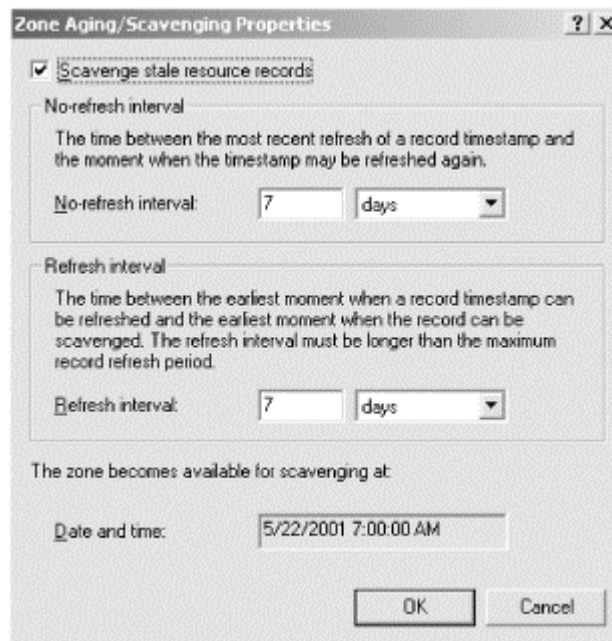 Zone Aging/Scavenging Properties
Scavenge stale resource records
No-refresh interval
The time between the most recent refresh of a record timestamp and
the moment when the timestamp may be refreshed again.
No-refresh interval: 7 days
Refresh interval
The time between the earliest moment when a record timestamp can
be refreshed and the earliest moment when the record can be
scavenged. The refresh interval must be longer than the maximum
record refresh period.
Refresh interval: 7 days
The zone becomes available for scavenging at:
Date and time: 5/22/2001 7:00:00 AM
OK Cancel